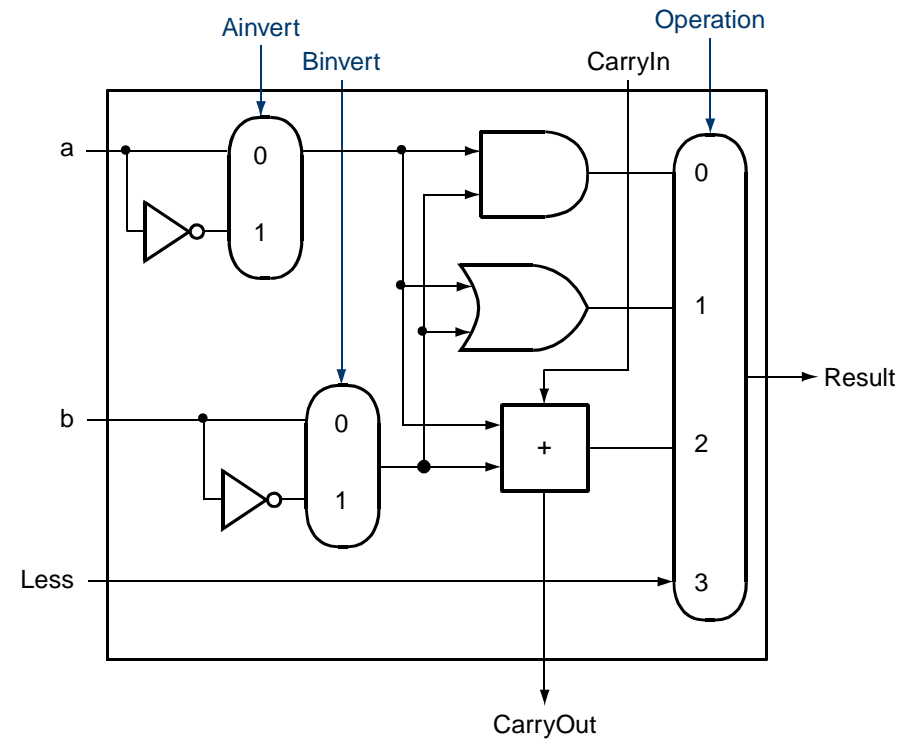 Ainvert
Operation
Binvert
CarryIn
a
0
0
1
1
b
0
+
2
1
Result
Less
3
CarryOut